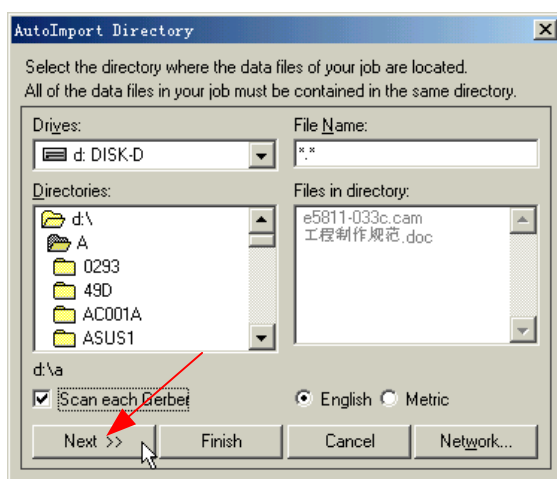 AutoImport Directory
Select the directory where the data files of your job are located.
All of the data files in your job must be contained in the same directory.
Drives:
d: DISK-D
File Name:
*.*
Directories:
d:\
A
0293
49D
AC001A
ASUS1
Files in directory:
e5811-033c.cam
工程制作规范.doc
d:\a
Scan each Gerber
English
Metric
Next >>
Finish
Cancel
Network...